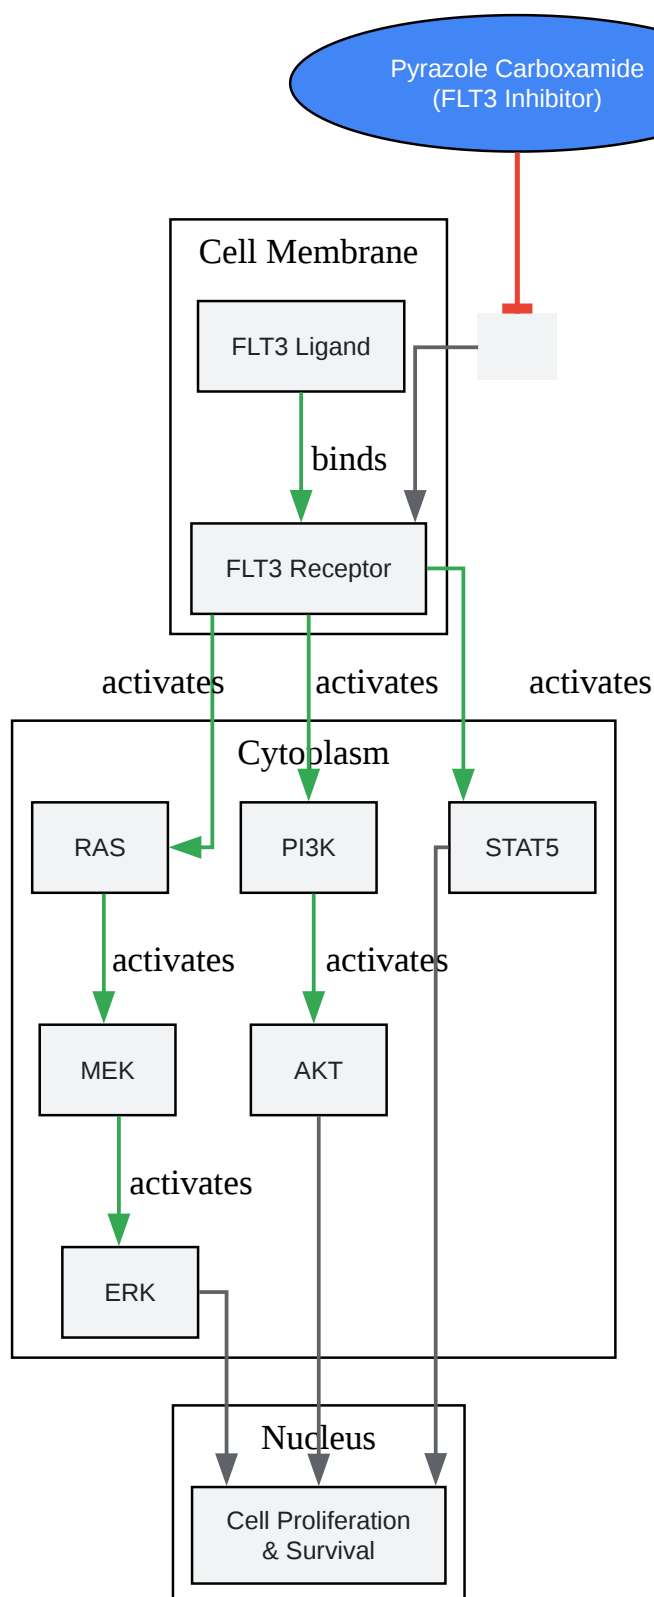 Pyrazole Carboxamide
(FLT3 Inhibitor)
Cell Membrane
FLT3 Ligand
binds
FLT3 Receptor
activates
activates
activates
Cytoplasm
RAS
PI3K
STAT5
activates
activates
MEK
AKT
activates
ERK
Nucleus
Cell Proliferation
& Survival